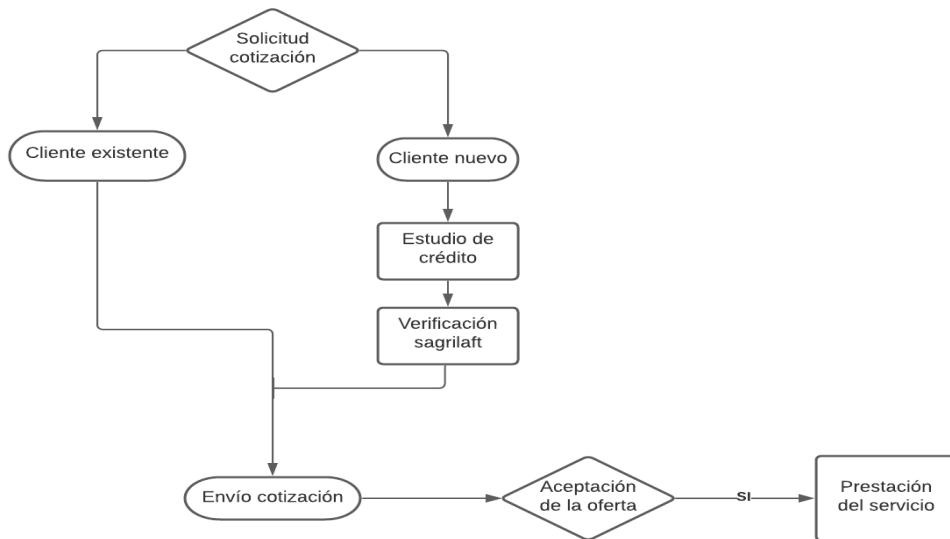 Solicitud
cotización
Cliente existente
Cliente nuevo
Estudio de
crédito
Verificación
sagrilaft
Envío cotización
Aceptación
de la oferta
SI
Prestación
del servicio